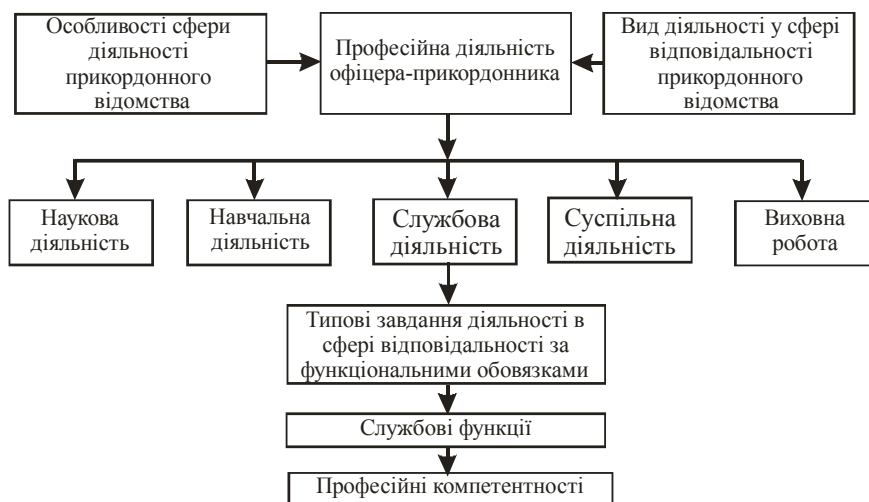 Особливості сфери
діяльності
прикордонного
відомства
Професійна діяльність
офіцера-прикордонника
Вид діяльності у сфері
відповідальності
прикордонного
відомства
Наукова
діяльність
Навчальна
діяльність
Службова
діяльність
Суспільна
діяльність
Виховна
робота
Типові завдання діяльності в
сфері відповідальності за
функціональними обовязками
Службові функції
Професійні компетентності